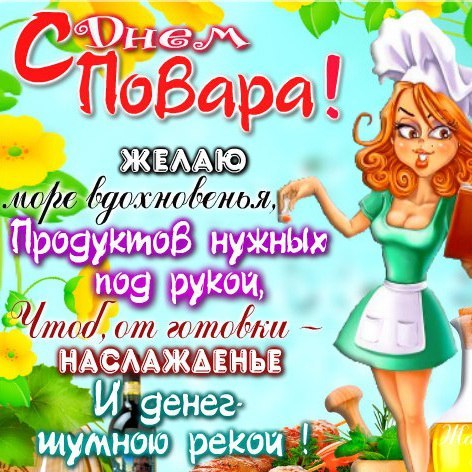 С Днем
Повара!
ЖЕЛАЮ
море вдохновенья,
Продуктов нужных
под рукой,
Чтоб, от готовки –
НАСЛАЖДЕНЬЕ
И денег-
шумною рекой !